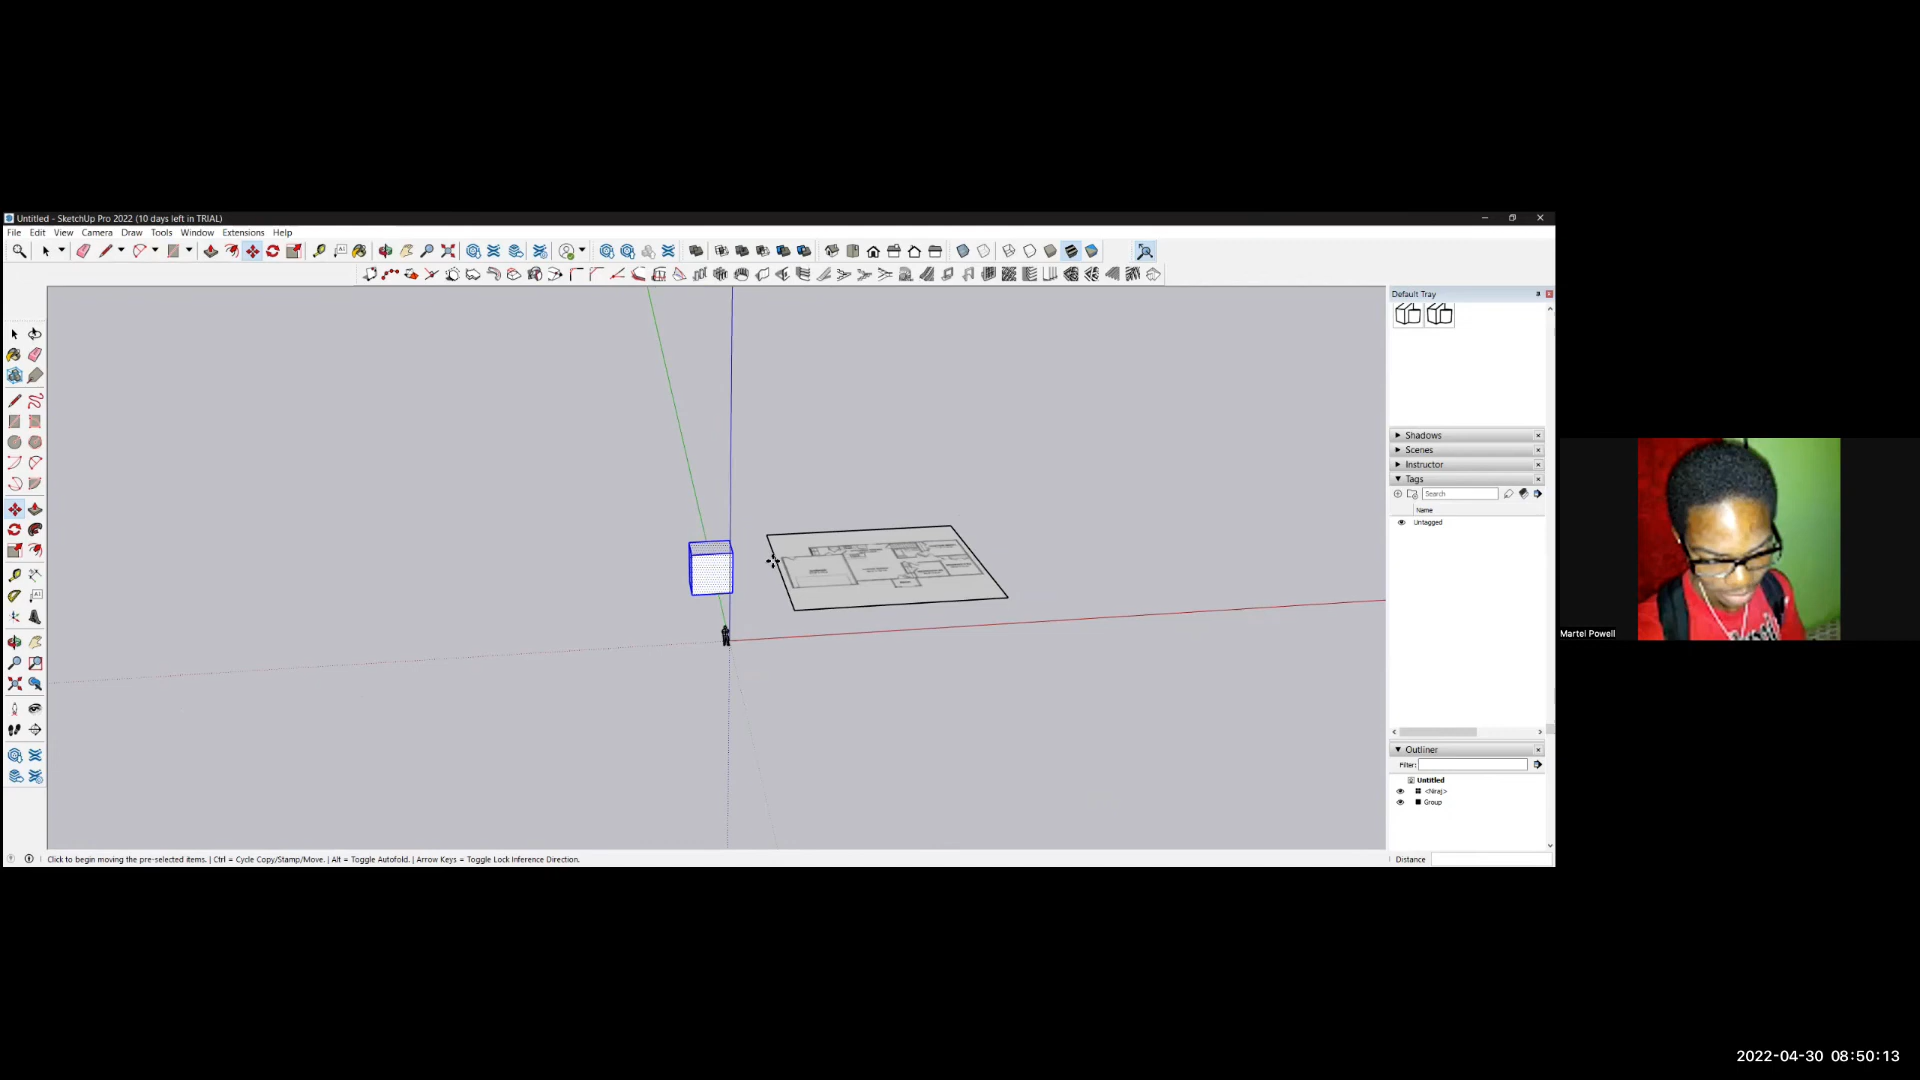 Untitled - SketchUp Pro 2022 (10 days left in TRIAL)
File Edit View Camera Draw Tools Window Extensions Help
Default Tray
Shadows
Scenes
Instructor
Tags
Search
Name
Untagged
Outliner
Filter:
Untitled
<Niraj>
Group
Click to begin moving the pre-selected items. | Ctrl = Cycle Copy/Stamp/Move. | Alt = Toggle Autofold. | Arrow Keys = Toggle Lock Inference Direction.
Distance
Martel Powell
2022-04-30 08:50:13